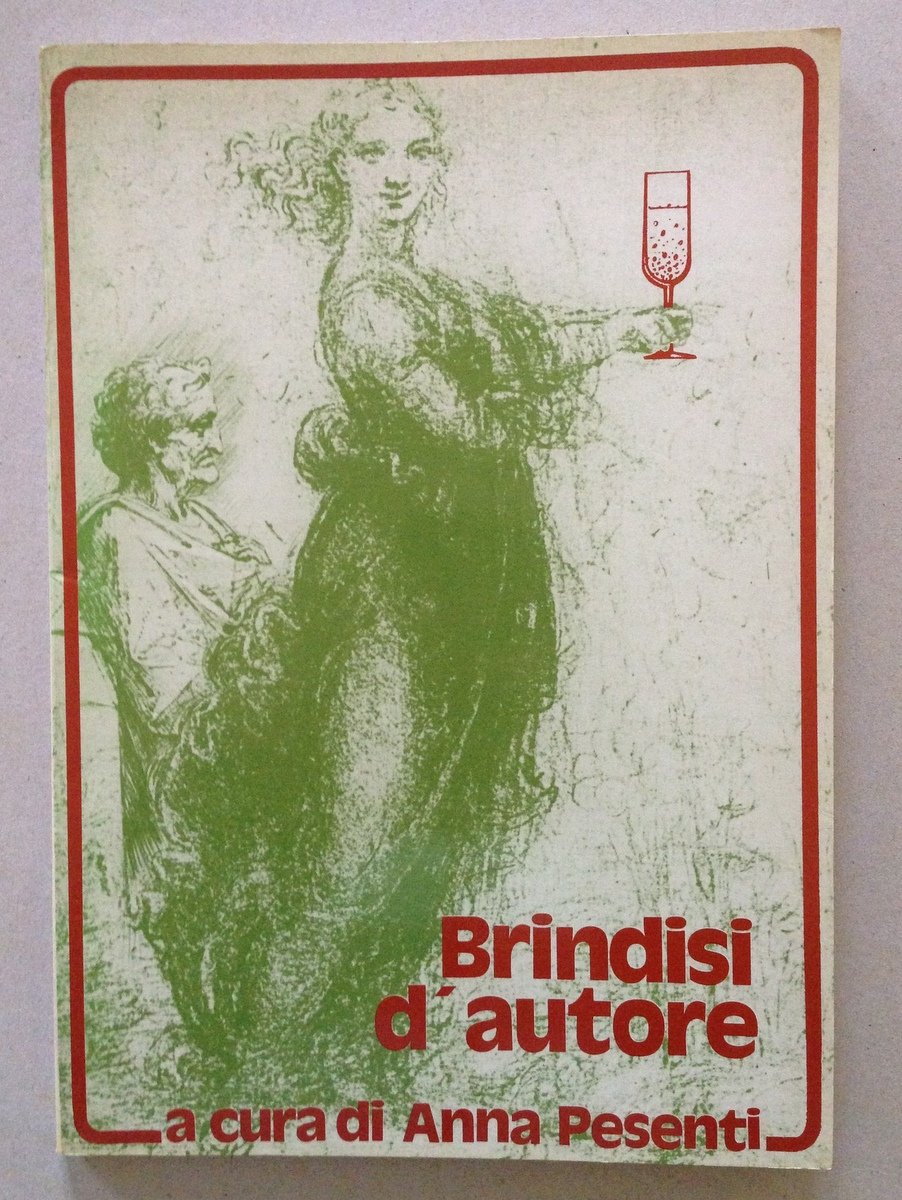 Brindisi
d´autore
a cura di Anna Pesenti